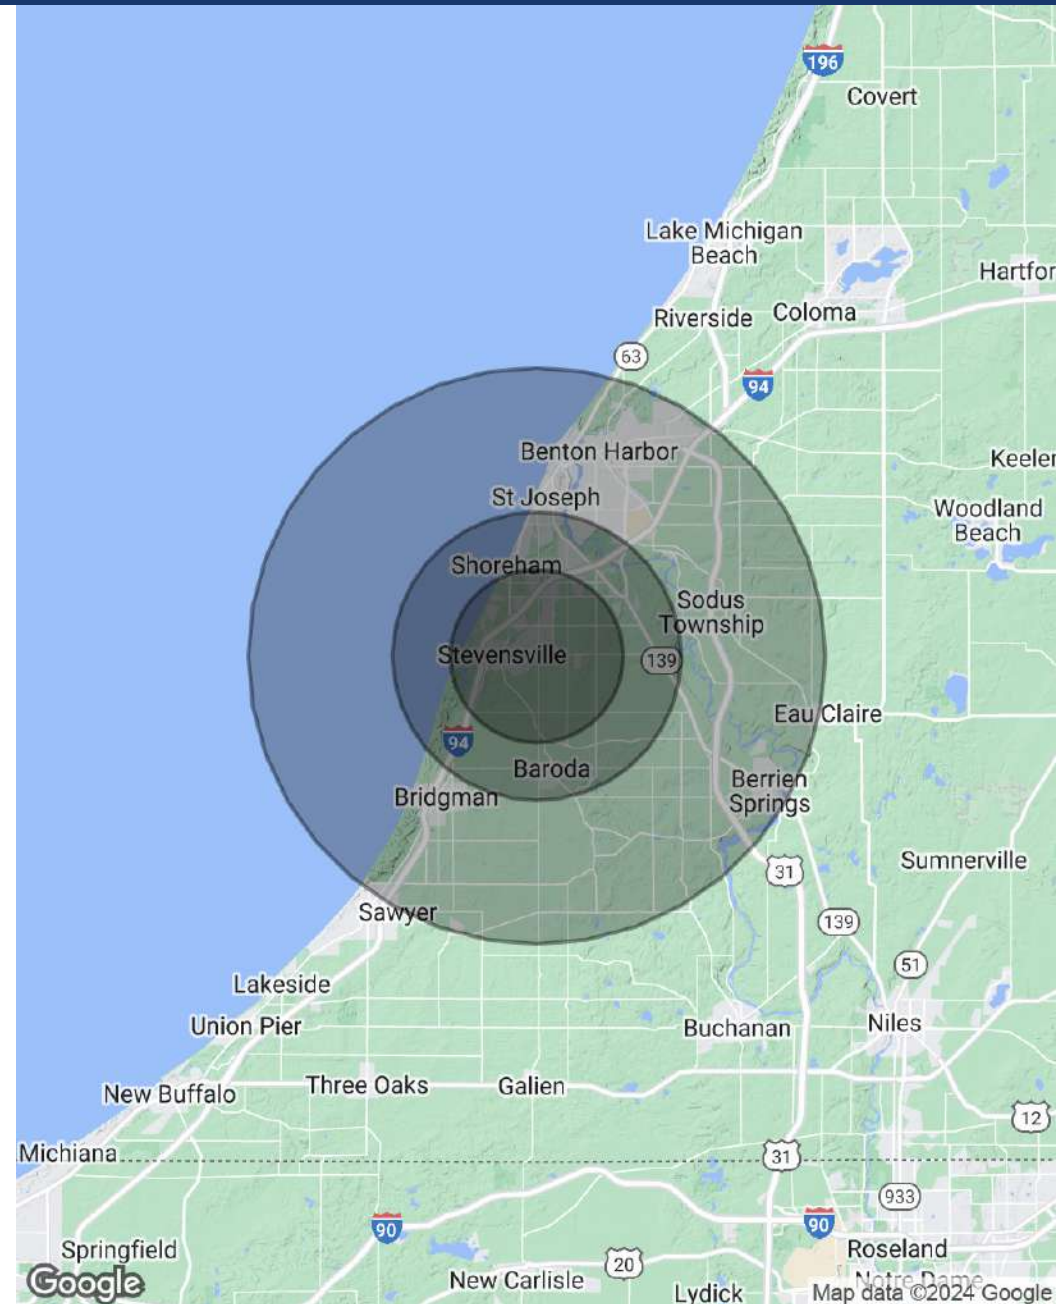 196
Covert
Lake Michigan
Beach
Hartfor
Riverside
Coloma
63
94
Benton Harbor
Keeler
St Joseph
Woodland
Beach
Shoreham
Sodus
Township
Stevensville
139
Eau Claire
94
Baroda
Berrien
Springs
Bridgman
31
Sumnerville
Sawyer
139
51
Lakeside
Union Pier
Buchanan
Niles
New Buffalo
Three Oaks
Galien
12
Michiana
31
933
90
90
Springfield
Roseland
20
New Carlisle
Notre Dame
Lydick
Google
Map data ©2024 Google